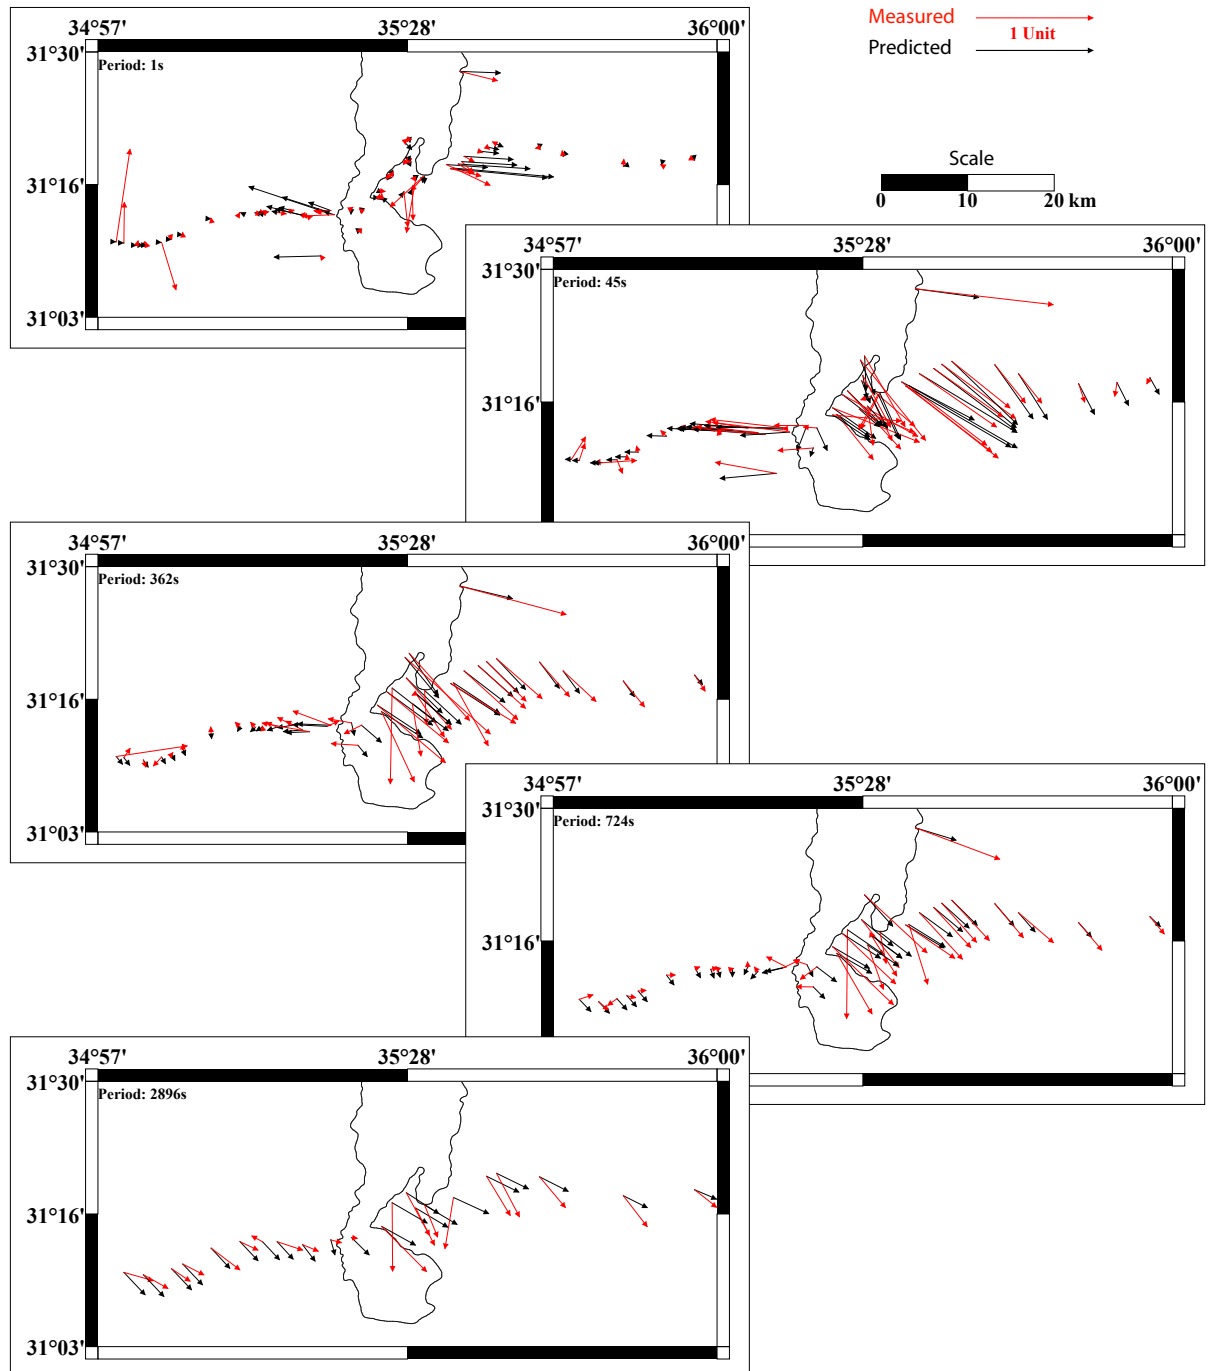 Measured
1 Unit
Predicted
Scale
0 10 20 km
34°57' 35°28' 36°00'
31°30'
Period: 1s
31°16'
31°03'
34°57' 35°28' 36°00'
31°30'
Period: 45s
31°16'
34°57' 35°28' 36°00'
31°30'
Period: 362s
31°16'
31°03'
34°57' 35°28' 36°00'
31°30'
Period: 724s
31°16'
34°57' 35°28' 36°00'
31°30'
Period: 2896s
31°16'
31°03'